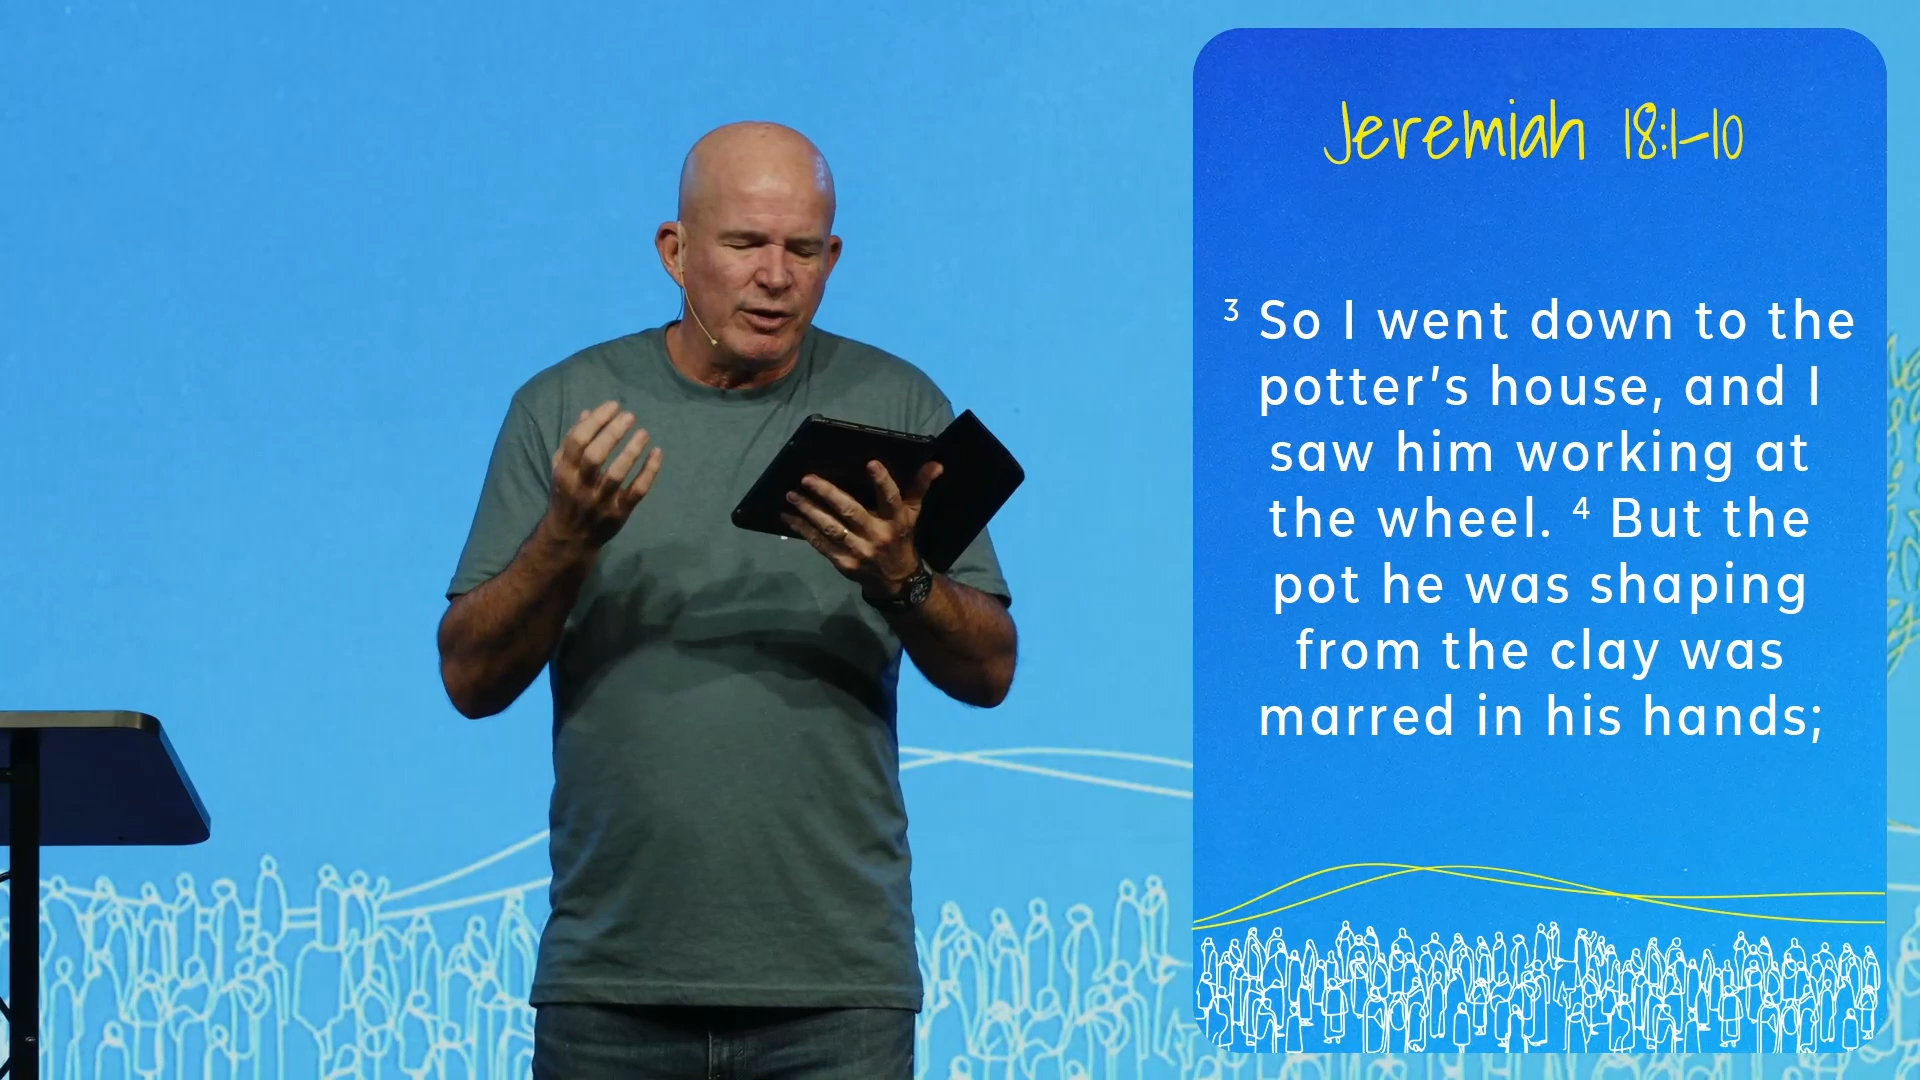 Jeremiah 18:1-10
³ So I went down to the
potter's house, and I
saw him working at
the wheel. ⁴ But the
pot he was shaping
from the clay was
marred in his hands;